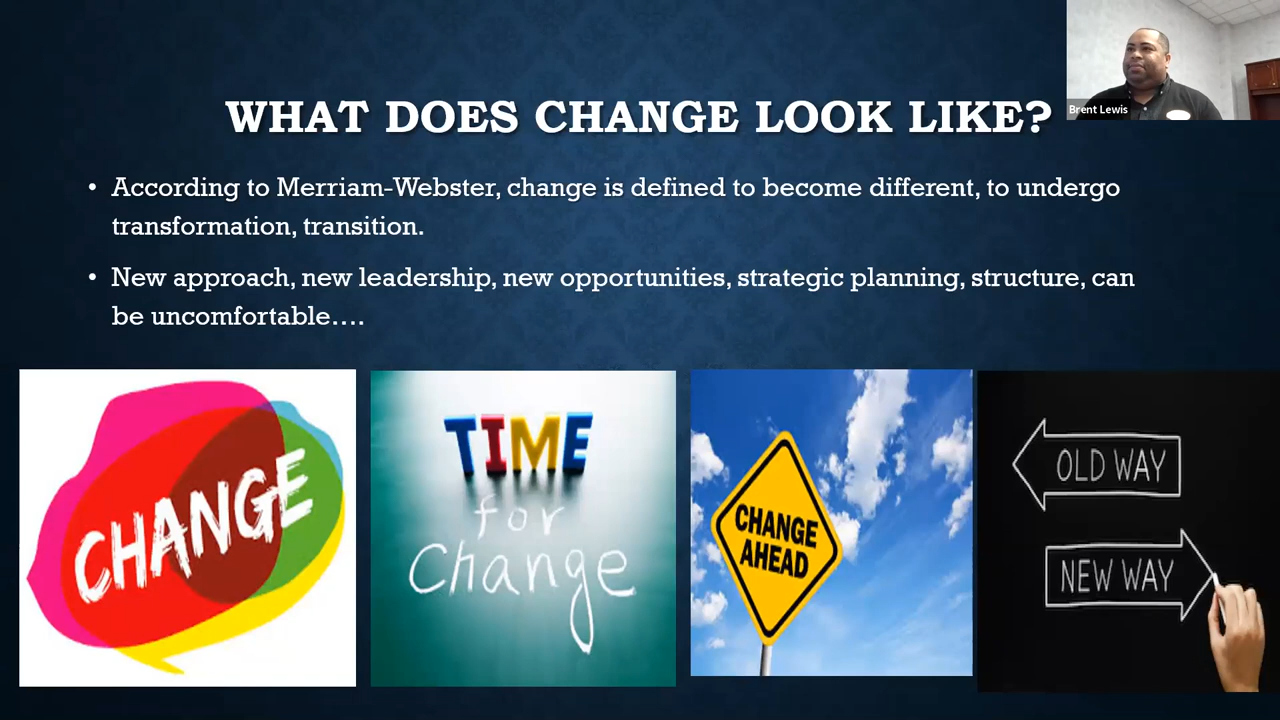 WHAT DOES CHANGE LOOK LIKE?
Brent Lewis
• According to Merriam-Webster, change is defined to become different, to undergo
transformation, transition.
• New approach, new leadership, new opportunities, strategic planning, structure, can
be uncomfortable....
CHANGE
TIME
for
Change
CHANGE
AHEAD
OLD WAY
NEW WAY